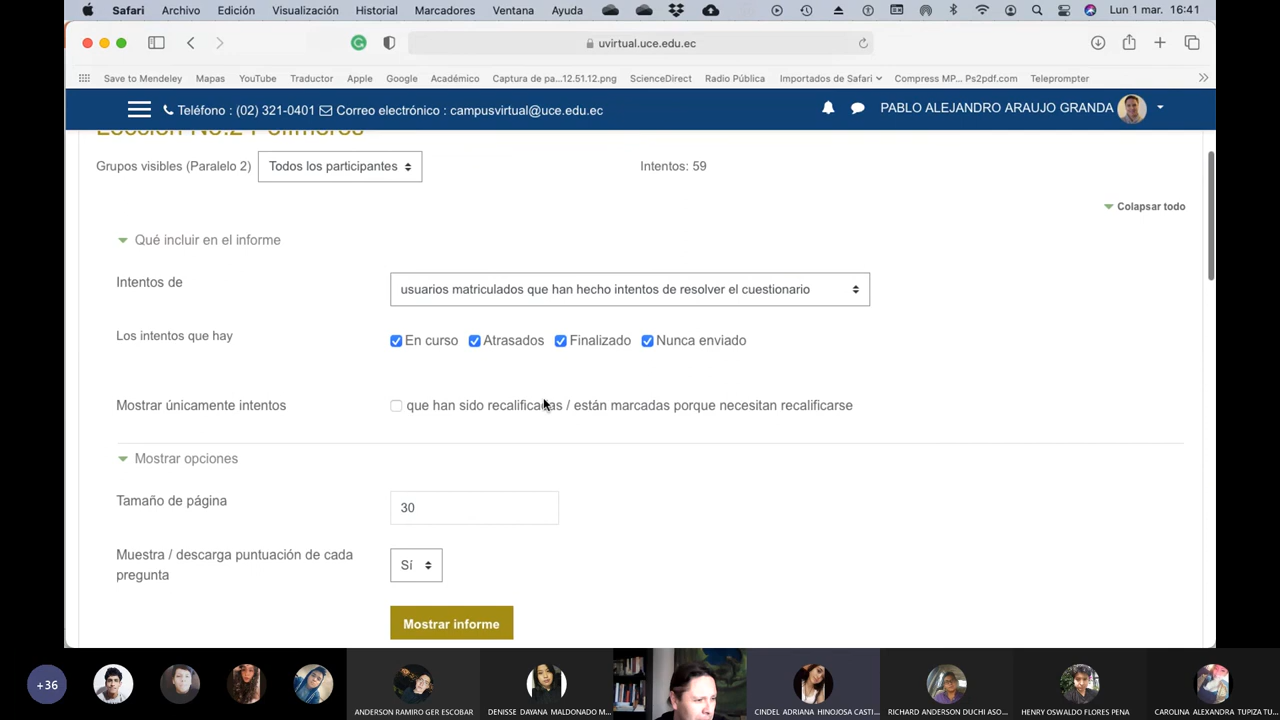 Safari Archivo Edición Visualización Historial Marcadores Ventana Ayuda Lun 1 mar. 16:41
uvirtual.uce.edu.ec
Save to Mendeley Mapas YouTube Traductor Apple Google Académico Captura de pa...12.51.12.png ScienceDirect Radio Pública Importados de Safari Compress MP... Ps2pdf.com Teleprompter
Teléfono : (02) 321-0401 Correo electrónico : campusvirtual@uce.edu.ec PABLO ALEJANDRO ARAUJO GRANDA
Lección No.2 Polímeros
Grupos visibles (Paralelo 2) Todos los participantes Intentos: 59
Colapsar todo
Qué incluir en el informe
Intentos de usuarios matriculados que han hecho intentos de resolver el cuestionario
Los intentos que hay En curso Atrasados Finalizado Nunca enviado
Mostrar únicamente intentos que han sido recalificadas / están marcadas porque necesitan recalificarse
Mostrar opciones
Tamaño de página 30
Muestra / descarga puntuación de cada
pregunta
Sí
Mostrar informe
+36
ANDERSON RAMIRO GER ESCOBAR DENISSE DAYANA MALDONADO M... CINDEL ADRIANA HINOJOSA CASTI... RICHARD ANDERSON DUCHI ASO... HENRY OSWALDO FLORES PENA CAROLINA ALEXANDRA TUPIZA TU...